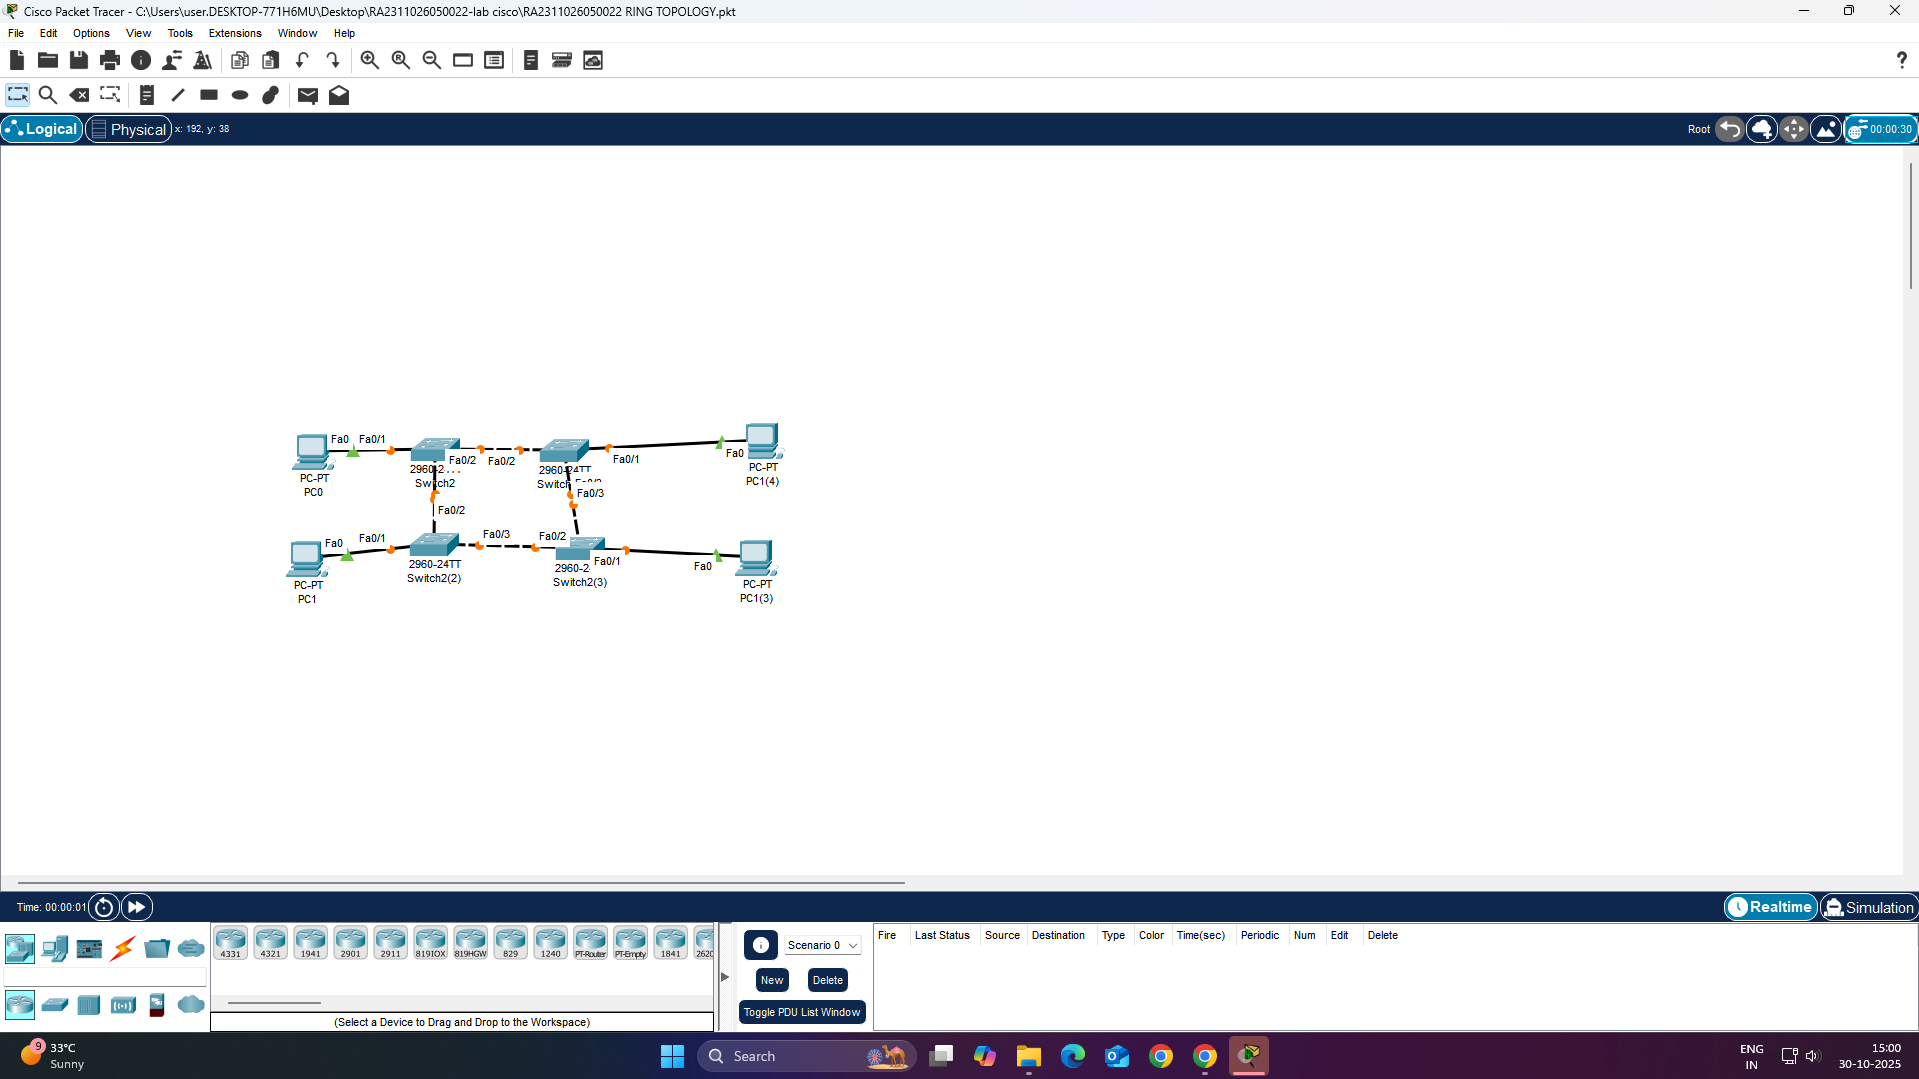 Cisco Packet Tracer - C:\Users\user.DESKTOP-771H6MU\Desktop\RA2311026050022-lab cisco\RA2311026050022 RING TOPOLOGY.pkt
File Edit Options View Tools Extensions Window Help
Logical Physical x: 192, y: 38 Root 00:00:30
Fa0 Fa0/1 Fa0/2 Fa0/2 Fa0/1 Fa0
2960-2
Switch2
PC-PT
PC0
PC-PT
PC1(4)
Fa0/3
Fa0/2
Fa0 Fa0/1 Fa0/3 Fa0/2 Fa0/1 Fa0
2960-24TT
Switch2(2)
2960-2
Switch2(3)
PC-PT
PC1
PC-PT
PC1(3)
Time: 00:00:01 Realtime Simulation
4331 4321 1941 2901 2911 819IOX 819HGW 829 1240 PT-Router PT-Empty 1841
(Select a Device to Drag and Drop to the Workspace)
Scenario 0
New Delete
Toggle PDU List Window
Fire Last Status Source Destination Type Color Time(sec) Periodic Num Edit Delete
9 33°C
Sunny
Search
ENG
IN
15:00
30-10-2025